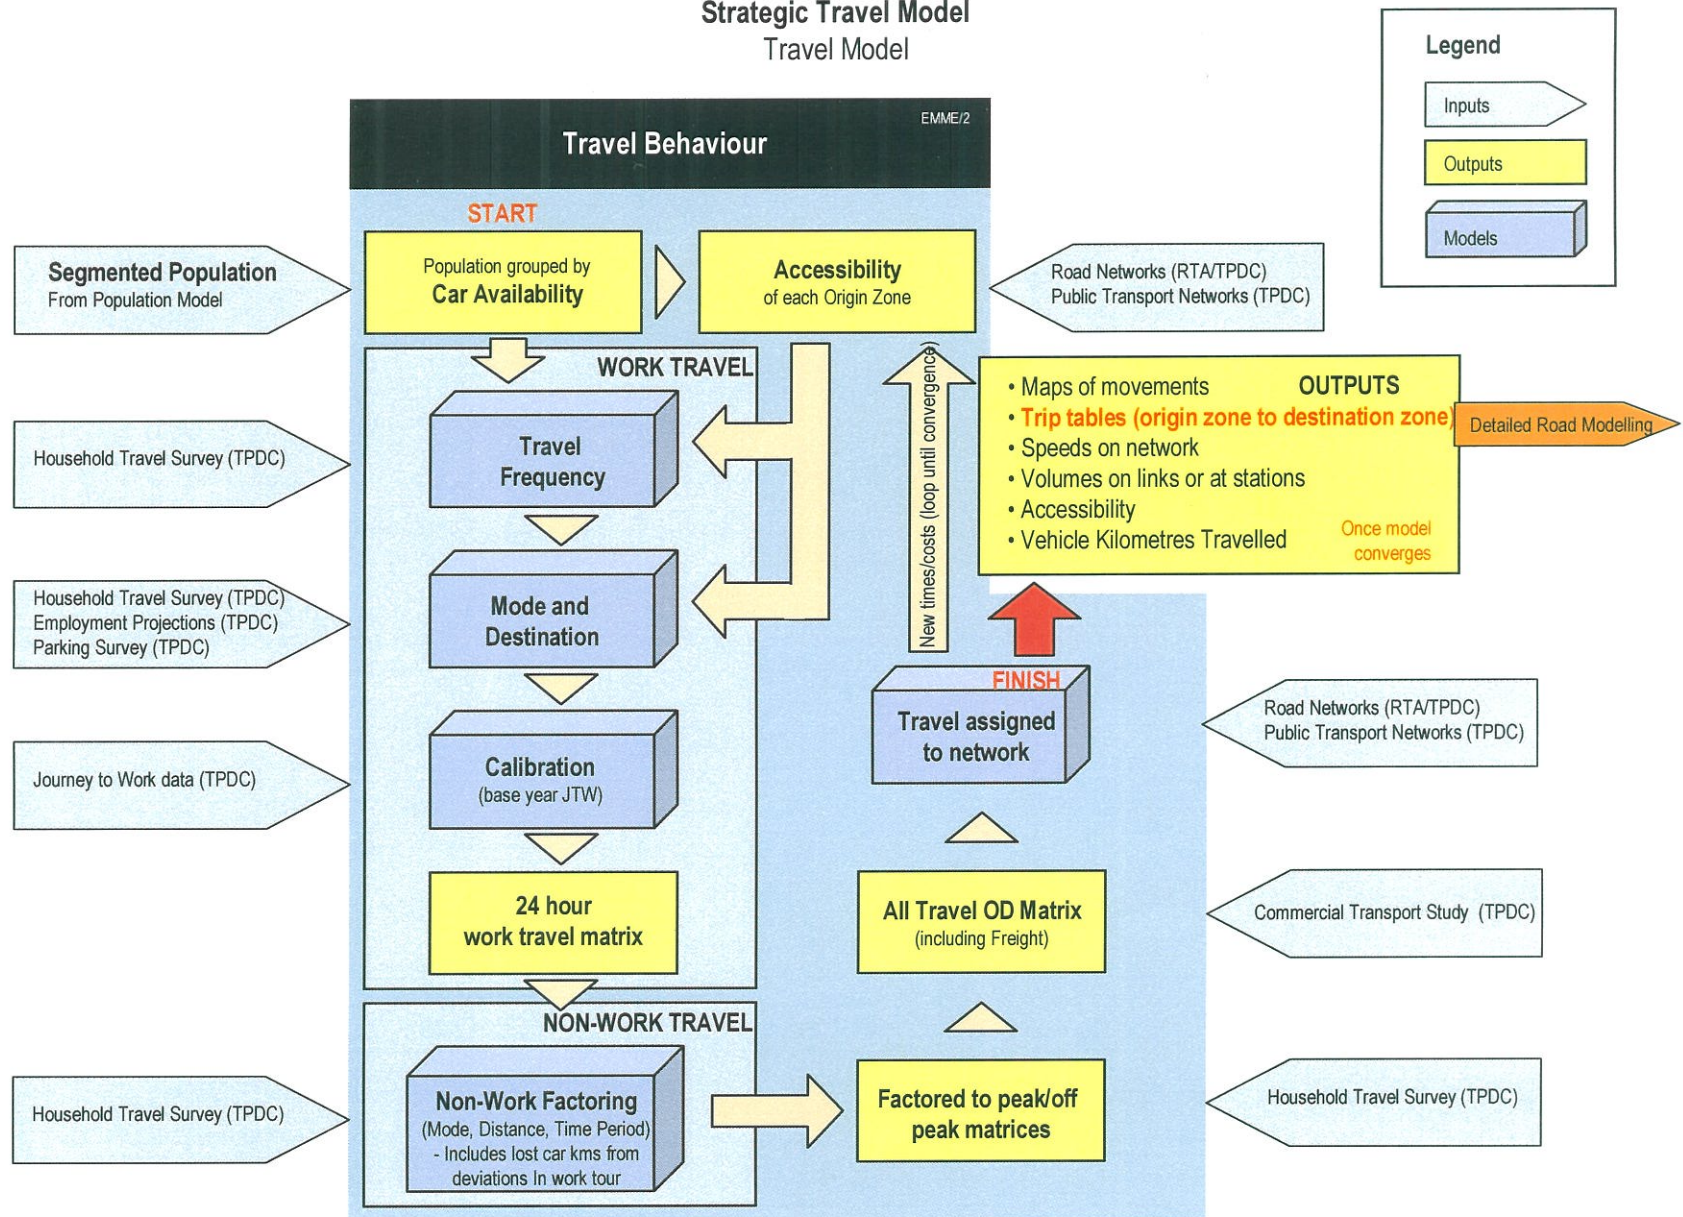 Strategic Travel Model
Travel Model
Legend
Inputs
Outputs
Models
EMME/2
Travel Behaviour
START
Segmented Population
From Population Model
Population grouped by
Car Availability
Accessibility
of each Origin Zone
Road Networks (RTA/TPDC)
Public Transport Networks (TPDC)
WORK TRAVEL
Household Travel Survey (TPDC)
Travel
Frequency
New times/costs (loop until convergence)
• Maps of movements
OUTPUTS
• Trip tables (origin zone to destination zone)
• Speeds on network
• Volumes on links or at stations
• Accessibility
• Vehicle Kilometres Travelled
Once model
converges
Detailed Road Modelling
Household Travel Survey (TPDC)
Employment Projections (TPDC)
Parking Survey (TPDC)
Mode and
Destination
FINISH
Travel assigned
to network
Road Networks (RTA/TPDC)
Public Transport Networks (TPDC)
Journey to Work data (TPDC)
Calibration
(base year JTW)
24 hour
work travel matrix
All Travel OD Matrix
(including Freight)
Commercial Transport Study (TPDC)
NON-WORK TRAVEL
Household Travel Survey (TPDC)
Non-Work Factoring
(Mode, Distance, Time Period)
- Includes lost car kms from
deviations In work tour
Factored to peak/off
peak matrices
Household Travel Survey (TPDC)